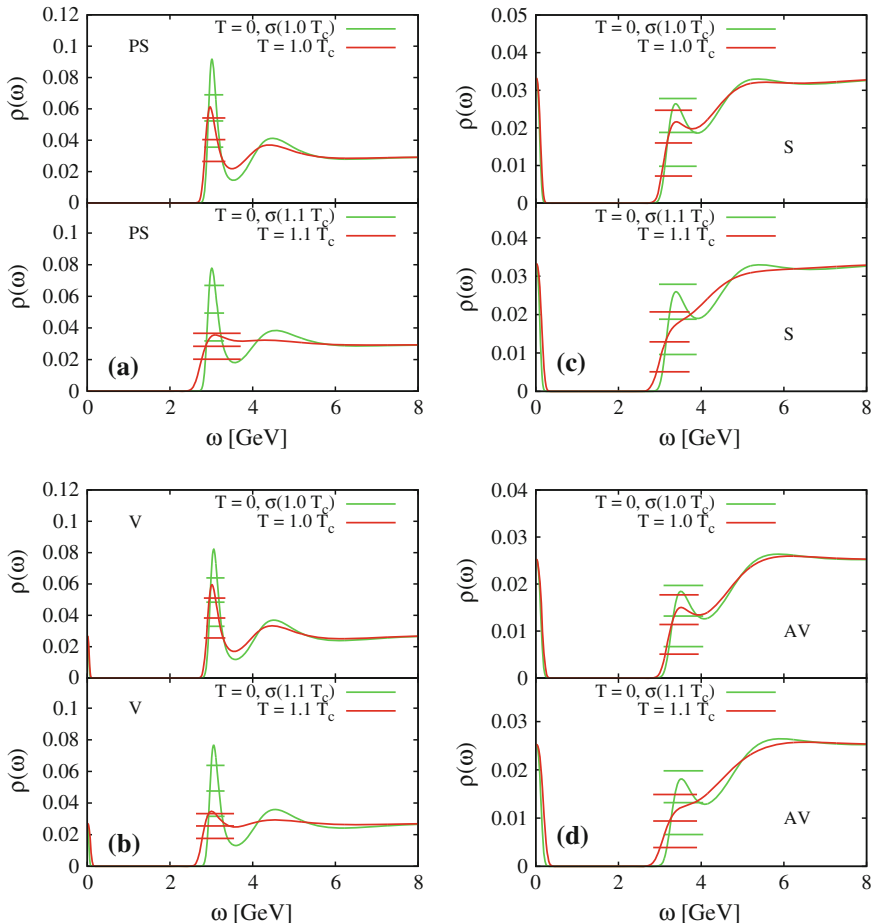 0.12
0.1
0.08
0.06
0.04
0.02
0
ρ(ω)
PS
T = 0, σ(1.0 T_c)
T = 1.0 T_c
0.1
0.08
0.06
0.04
0.02
0
ρ(ω)
PS
T = 0, σ(1.1 T_c)
T = 1.1 T_c
(a)
0 2 4 6 8
ω [GeV]
0.05
0.04
0.03
0.02
0.01
0
ρ(ω)
T = 0, σ(1.0 T_c)
T = 1.0 T_c
S
0.04
0.03
0.02
0.01
0
ρ(ω)
T = 0, σ(1.1 T_c)
T = 1.1 T_c
S
(c)
0 2 4 6 8
ω [GeV]
0.12
0.1
0.08
0.06
0.04
0.02
0
ρ(ω)
V
T = 0, σ(1.0 T_c)
T = 1.0 T_c
0.1
0.08
0.06
0.04
0.02
0
ρ(ω)
V
T = 0, σ(1.1 T_c)
T = 1.1 T_c
(b)
0 2 4 6 8
ω [GeV]
0.04
0.03
0.02
0.01
0
ρ(ω)
T = 0, σ(1.0 T_c)
T = 1.0 T_c
AV
0.03
0.02
0.01
0
ρ(ω)
T = 0, σ(1.1 T_c)
T = 1.1 T_c
AV
(d)
0 2 4 6 8
ω [GeV]